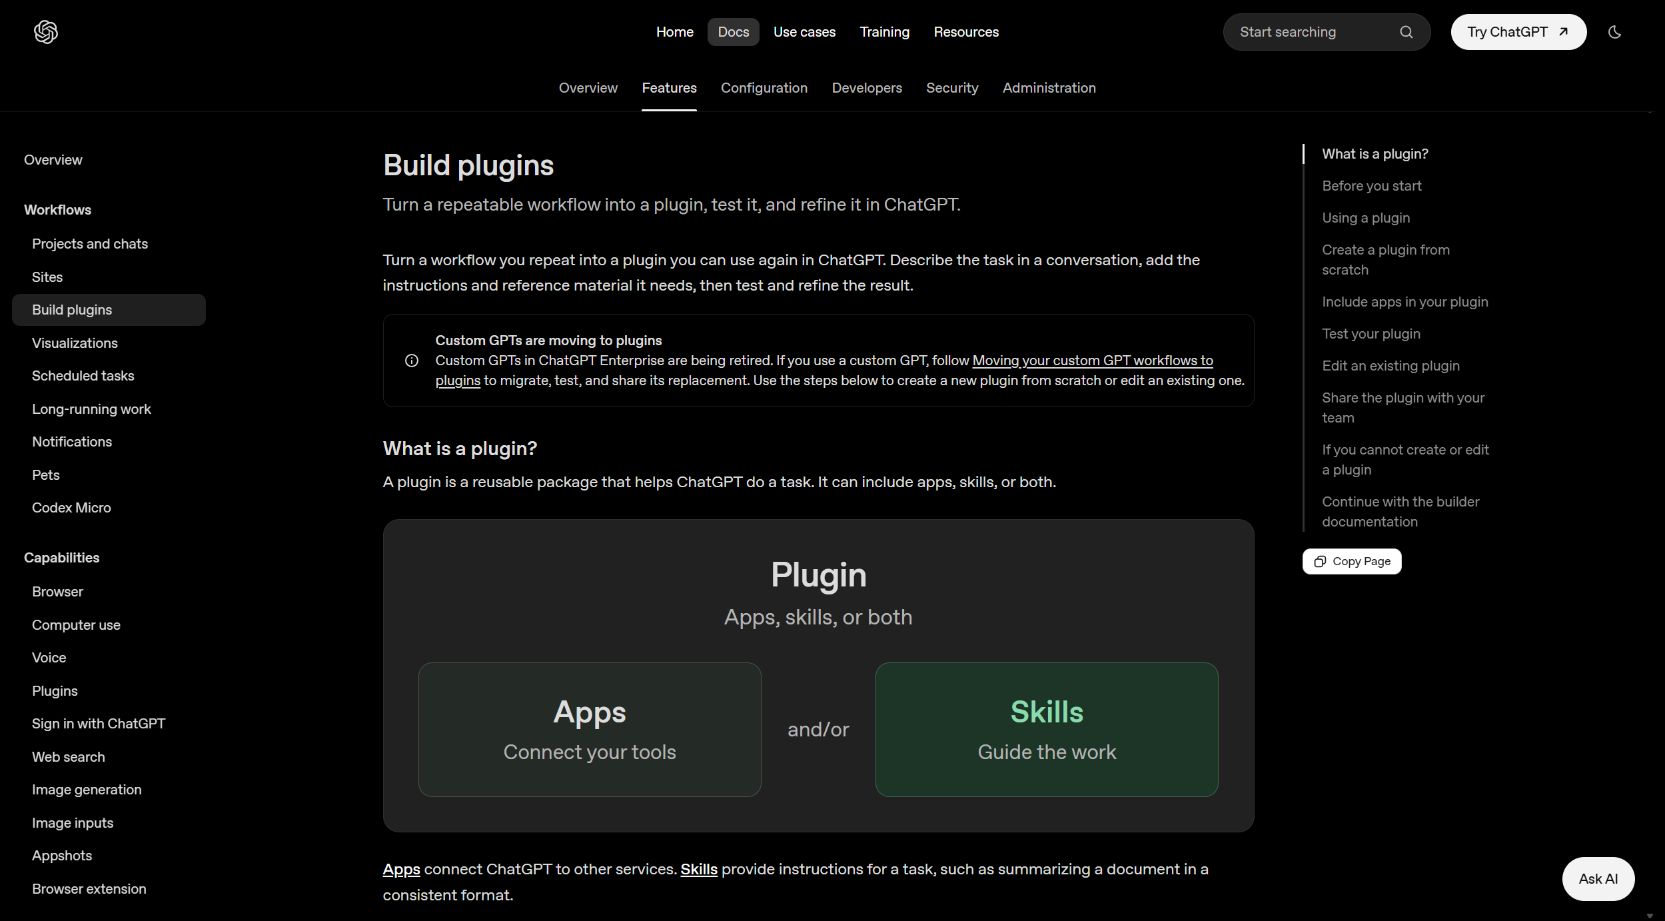 Home
Docs
Use cases
Training
Resources
Start searching
Try ChatGPT
Overview
Features
Configuration
Developers
Security
Administration
Overview
Workflows
Projects and chats
Sites
Build plugins
Visualizations
Scheduled tasks
Long-running work
Notifications
Pets
Codex Micro
Capabilities
Browser
Computer use
Voice
Plugins
Sign in with ChatGPT
Web search
Image generation
Image inputs
Appshots
Browser extension
Build plugins
Turn a repeatable workflow into a plugin, test it, and refine it in ChatGPT.
Turn a workflow you repeat into a plugin you can use again in ChatGPT. Describe the task in a conversation, add the
instructions and reference material it needs, then test and refine the result.
Custom GPTs are moving to plugins
Custom GPTs in ChatGPT Enterprise are being retired. If you use a custom GPT, follow Moving your custom GPT workflows to
plugins to migrate, test, and share its replacement. Use the steps below to create a new plugin from scratch or edit an existing one.
What is a plugin?
A plugin is a reusable package that helps ChatGPT do a task. It can include apps, skills, or both.
Plugin
Apps, skills, or both
Apps
Connect your tools
and/or
Skills
Guide the work
Apps connect ChatGPT to other services. Skills provide instructions for a task, such as summarizing a document in a
consistent format.
What is a plugin?
Before you start
Using a plugin
Create a plugin from
scratch
Include apps in your plugin
Test your plugin
Edit an existing plugin
Share the plugin with your
team
If you cannot create or edit
a plugin
Continue with the builder
documentation
Copy Page
Ask AI